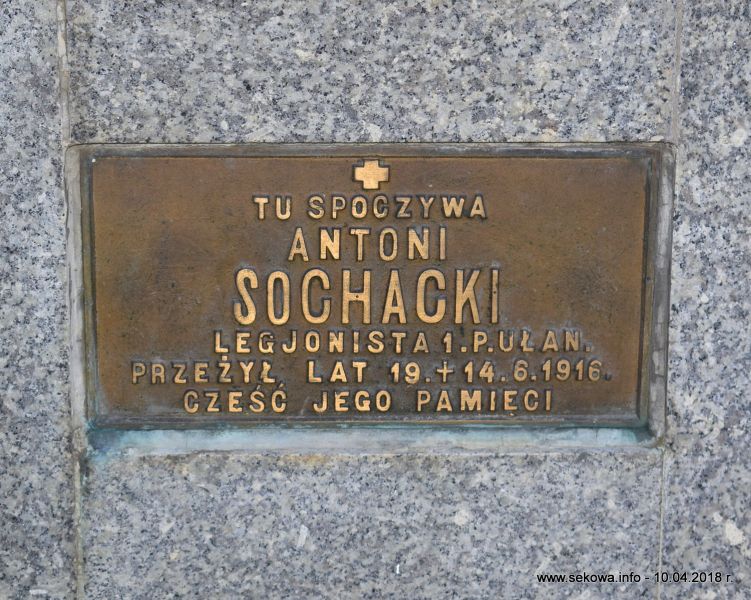 TU SPOCZYWA
ANTONI
SOCHACKI
LEGJONISTA 1.P.UŁAN.
PRZEŻYŁ LAT 19.+14.6.1916.
CZEŚĆ JEGO PAMIĘCI
www.sekowa.info - 10.04.2018 r.